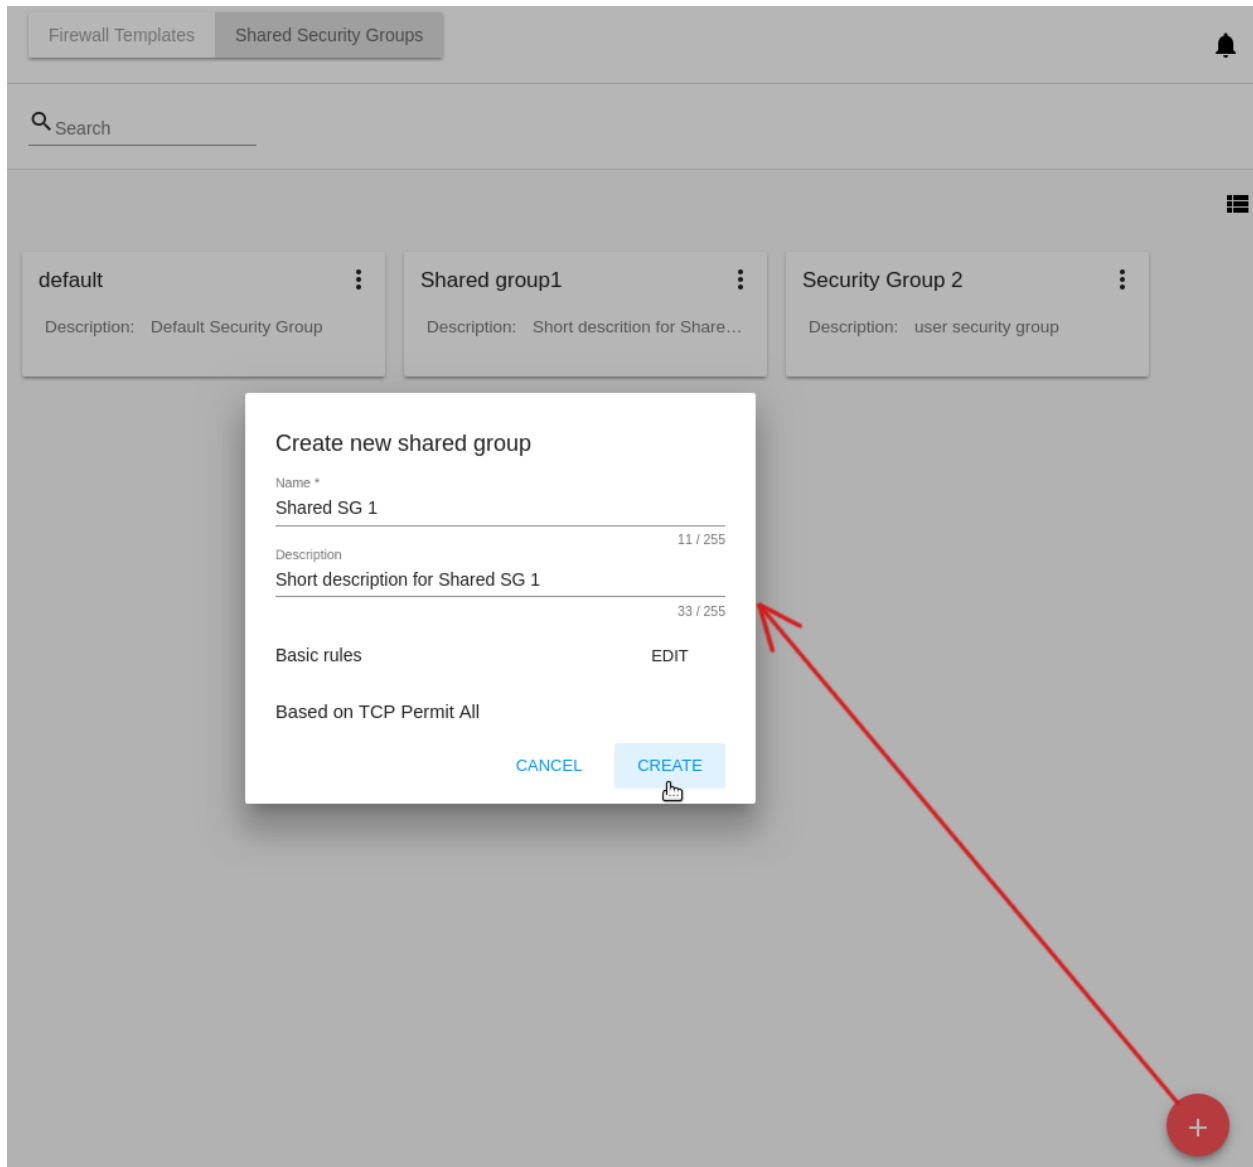 Firewall Templates Shared Security Groups
Search
default
Description: Default Security Group
Shared group1
Description: Short descrition for Share...
Security Group 2
Description: user security group
Create new shared group
Name *
Shared SG 1
11 / 255
Description
Short description for Shared SG 1
33 / 255
Basic rules EDIT
Based on TCP Permit All
CANCEL CREATE
+